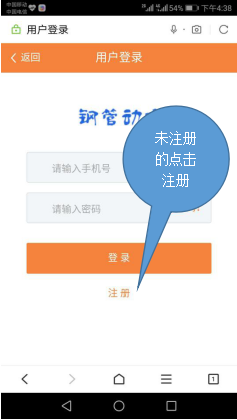 中国移动
中国电信
54% 下午4:38
用户登录
返回 用户登录
钢管动
未注册
的点击
注册
请输入手机号
请输入密码
登录
注册
1